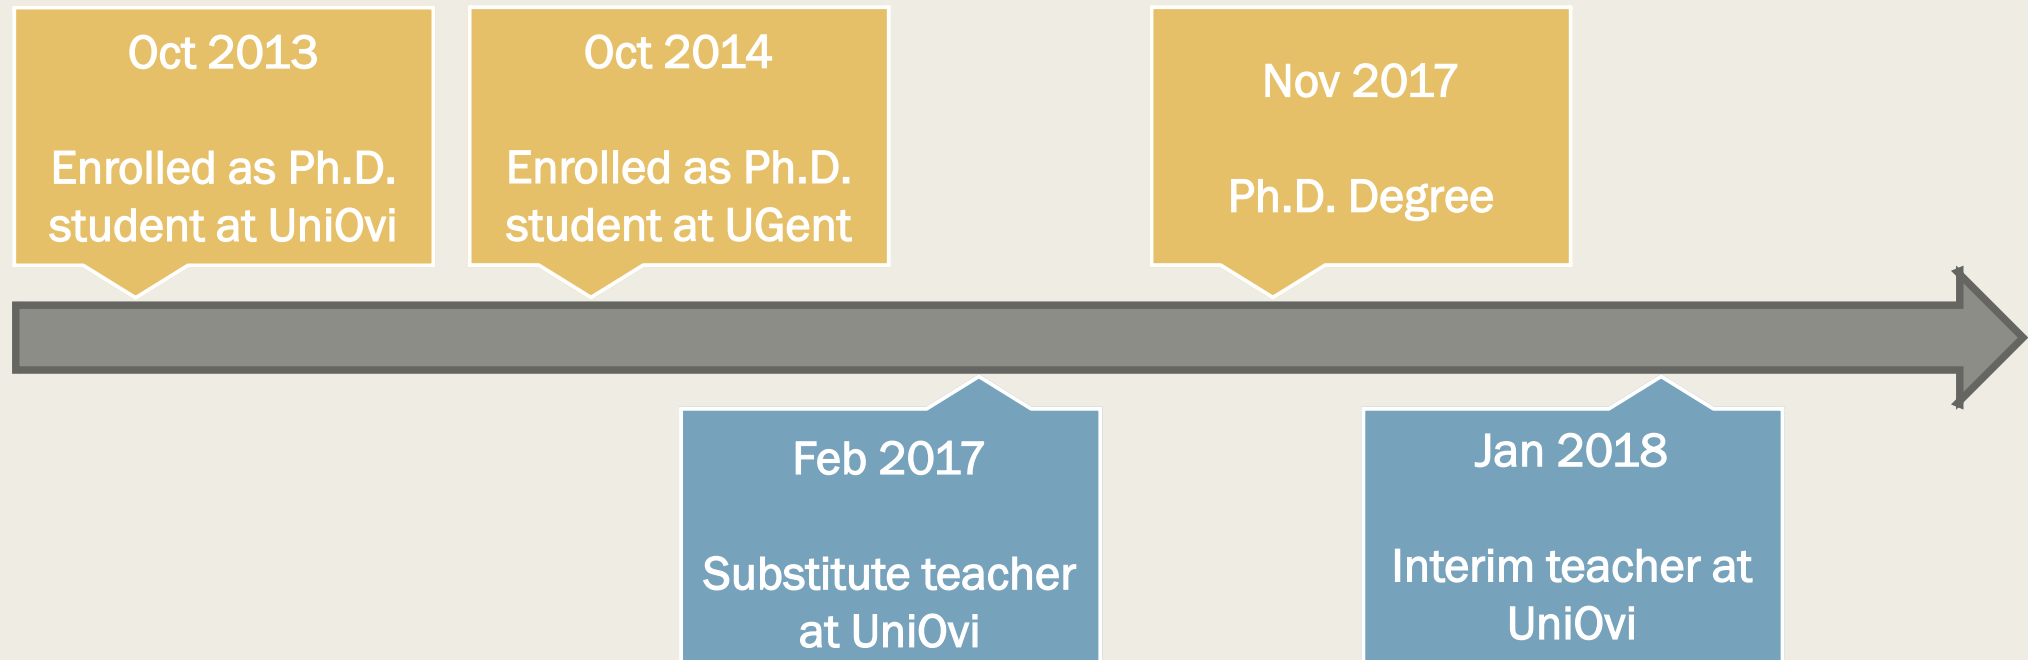 Oct 2013
Enrolled as Ph.D.
student at UniOvi
Oct 2014
Enrolled as Ph.D.
student at UGent
Nov 2017
Ph.D. Degree
Feb 2017
Substitute teacher
at UniOvi
Jan 2018
Interim teacher at
UniOvi